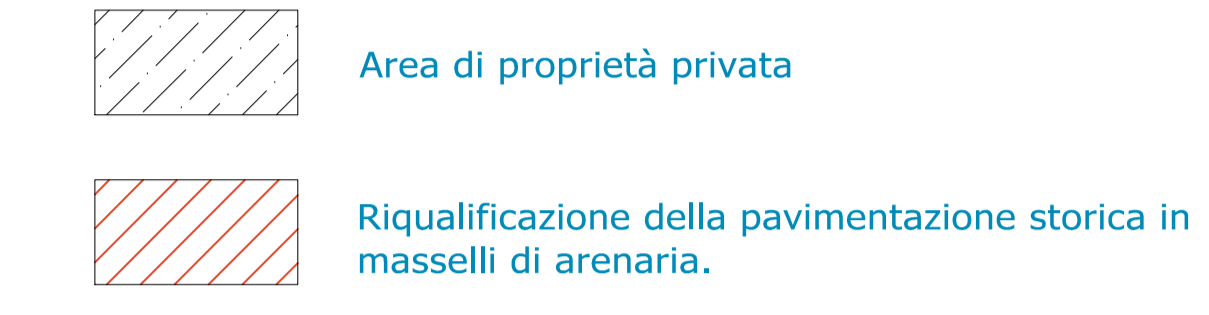 Area di proprietà privata
Riqualificazione della pavimentazione storica in
masselli di arenaria.